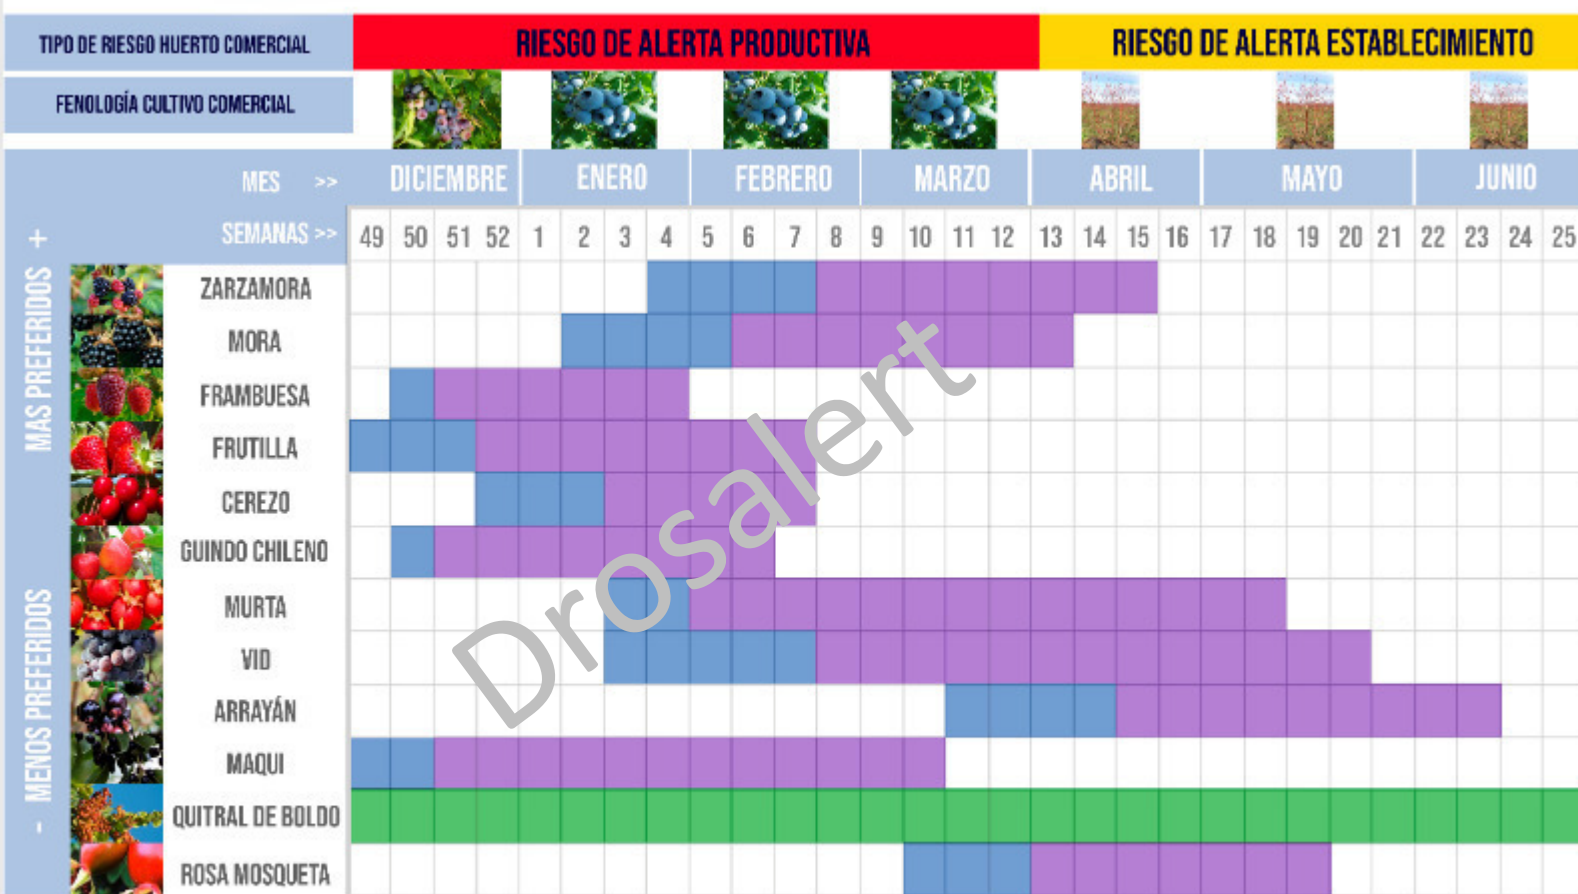 TIPO DE RIESGO HUERTO COMERCIAL RIESGO DE ALERTA PRODUCTIVA RIESGO DE ALERTA ESTABLECIMIENTO
FENOLOGÍA CULTIVO COMERCIAL
MES >> DICIEMBRE ENERO FEBRERO MARZO ABRIL MAYO JUNIO
SEMANAS >> 49 50 51 52 1 2 3 4 5 6 7 8 9 10 11 12 13 14 15 16 17 18 19 20 21 22 23 24 25
+
MAS PREFERIDOS
ZARZAMORA
MORA
FRAMBUESA
FRUTILLA
CEREZO
GUINDO CHILENO
MENOS PREFERIDOS
-
MURTA
VID
ARRAYÁN
MAQUI
QUITRAL DE BOLDO
ROSA MOSQUETA
Drosalert